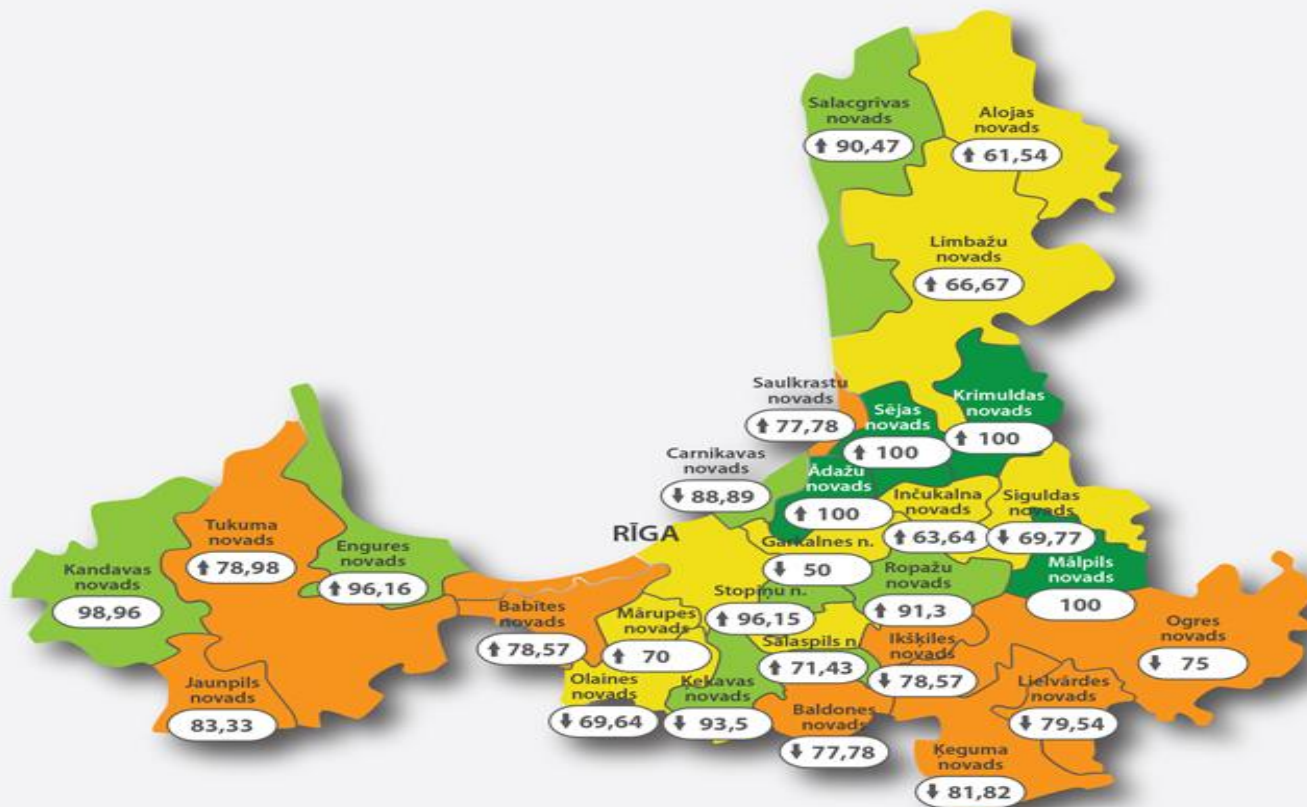 Salacgrīvas
novads
⬆ 90,47
Alojas
novads
⬆ 61,54
Limbažu
novads
⬆ 66,67
Saulkrastu
novads
⬆ 77,78
Sējas
novads
⬆ 100
Krimuldas
novads
⬆ 100
Carnikavas
novads
⬇ 88,89
Ādažu
novads
⬆ 100
Inčukalna
novads
⬆ 63,64
Siguldas
novads
⬇ 69,77
RĪGA
Garkalnes n.
⬇ 50
Ropažu
novads
⬆ 91,3
Mālpils
novads
100
Tukuma
novads
⬆ 78,98
Engures
novads
⬆ 96,16
Kandavas
novads
98,96
Jaunpils
novads
83,33
Babītes
novads
⬆ 78,57
Mārupes
novads
⬆ 70
Stopiņu n.
⬆ 96,15
Salaspils n.
⬆ 71,43
Ikšķiles
novads
⬇ 78,57
Ogres
novads
⬇ 75
Olaines
novads
⬇ 69,64
Ķekavas
novads
⬇ 93,5
Baldones
novads
⬇ 77,78
Lielvārdes
novads
⬇ 79,54
Ķeguma
novads
⬇ 81,82